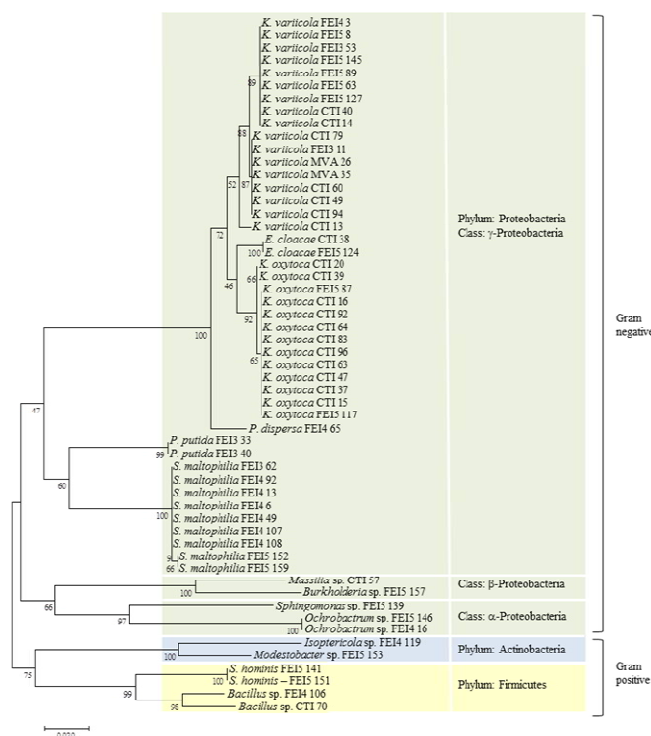 K. variicola FEI4 3
K. variicola FEI5 8
K. variicola FEI3 53
K. variicola FEI5 145
K. variicola FEI5 89
K. variicola FEI5 63
K. variicola FEI5 127
K. variicola CTI 40
K. variicola CTI 14
K. variicola CTI 79
K. variicola FEI3 11
K. variicola MVA 26
K. variicola MVA 35
K. variicola CTI 60
K. variicola CTI 49
K. variicola CTI 94
K. variicola CTI 13
E. cloacae CTI 38
E. cloacae FEI5 124
K. oxytoca CTI 20
K. oxytoca CTI 39
K. oxytoca FEI5 87
K. oxytoca CTI 16
K. oxytoca CTI 92
K. oxytoca CTI 64
K. oxytoca CTI 83
K. oxytoca CTI 96
K. oxytoca CTI 63
K. oxytoca CTI 47
K. oxytoca CTI 37
K. oxytoca CTI 15
K. oxytoca FEI5 117
P. dispersa FEI4 65
P. putida FEI3 33
P. putida FEI3 40
S. maltophilia FEI3 62
S. maltophilia FEI4 92
S. maltophilia FEI4 13
S. maltophilia FEI4 6
S. maltophilia FEI4 49
S. maltophilia FEI4 107
S. maltophilia FEI4 108
S. maltophilia FEI5 152
S. maltophilia FEI5 159
Massilia sp. CTI 57
Burkholderia sp. FEI5 157
Sphingomonas sp. FEI5 139
Ochrobactrum sp. FEI5 146
Ochrobactrum sp. FEI4 16
Isoptericola sp. FEI4 119
Modestobacter sp. FEI5 153
S. hominis FEI5 141
S. hominis – FEI5 151
Bacillus sp. FEI4 106
Bacillus sp. CTI 70
89
88
52
87
72
100
46
66
92
65
100
47
99
60
100
66
66
100
97
100
100
75
100
99
98
0.020
Phylum: Proteobacteria
Class: γ-Proteobacteria
Class: β-Proteobacteria
Class: α-Proteobacteria
Phylum: Actinobacteria
Phylum: Firmicutes
Gram
negative
Gram
positive